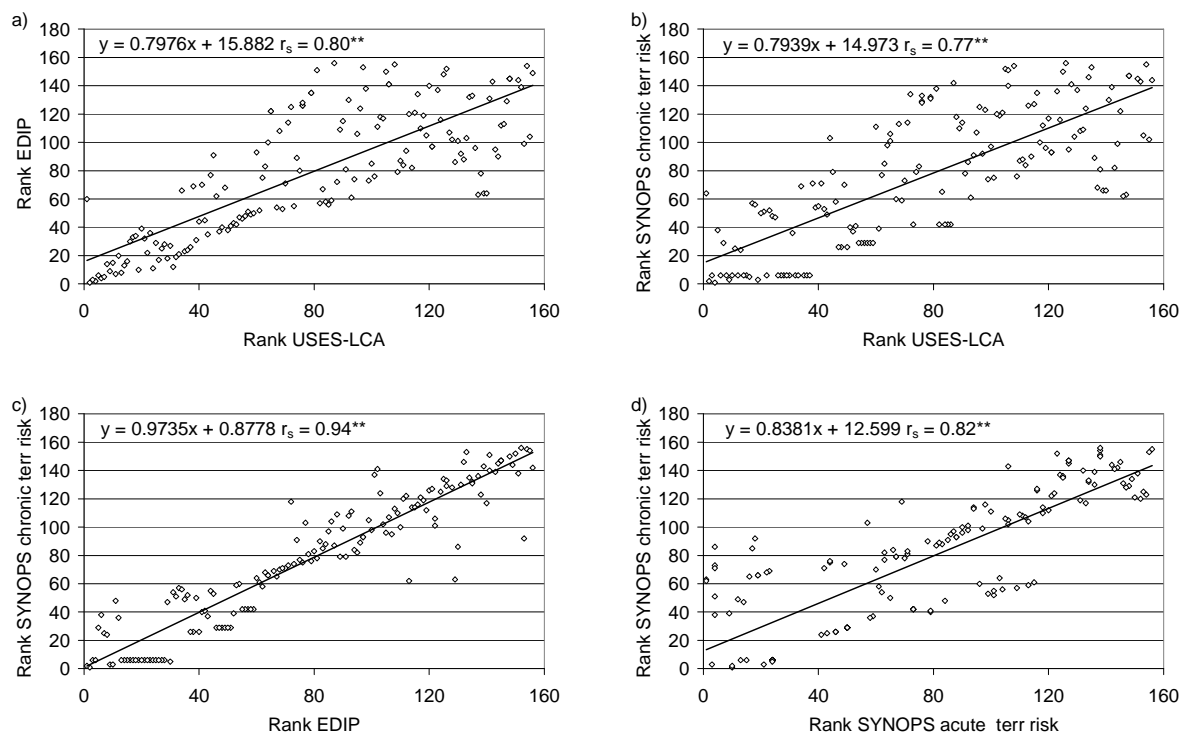 a)
y = 0.7976x + 15.882 rs = 0.80**
180
160
140
120
100
80
60
40
20
0
Rank EDIP
0 40 80 120 160
Rank USES-LCA
b)
y = 0.7939x + 14.973 rs = 0.77**
180
160
140
120
100
80
60
40
20
0
Rank SYNOPS chronic terr risk
0 40 80 120 160
Rank USES-LCA
c)
y = 0.9735x + 0.8778 rs = 0.94**
180
160
140
120
100
80
60
40
20
0
Rank SYNOPS chronic terr risk
0 40 80 120 160
Rank EDIP
d)
y = 0.8381x + 12.599 rs = 0.82**
180
160
140
120
100
80
60
40
20
0
Rank SYNOPS chronic terr risk
0 40 80 120 160
Rank SYNOPS acute terr risk